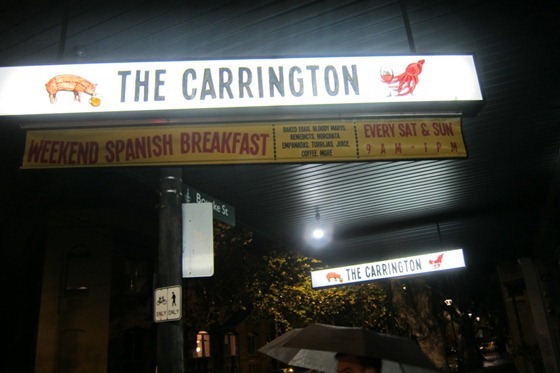 THE CARRINGTON
WEEKEND SPANISH BREAKFAST
BAKED EGGS, BLOODY MARYS,
BENEDICTS, HORCHATA,
EMPANADAS, TORRIJAS, JUICE,
COFFEE, MORE
EVERY SAT & SUN
9AM - 1PM
Bourke St
THE CARRINGTON
ONLY ONLY